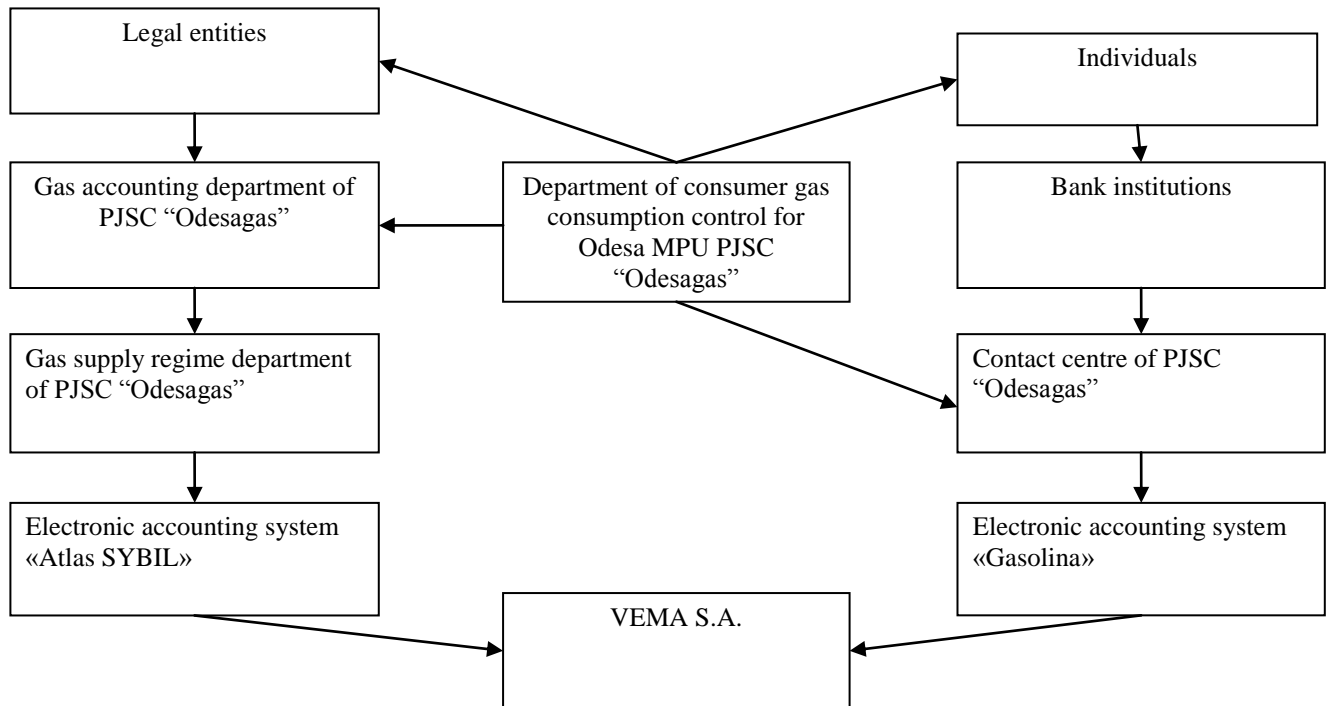 Legal entities
Individuals
Gas accounting department of
PJSC “Odesagas”
Department of consumer gas
consumption control for
Odesa MPU PJSC
“Odesagas”
Bank institutions
Gas supply regime department
of PJSC “Odesagas”
Contact centre of PJSC
“Odesagas”
Electronic accounting system
«Atlas SYBIL»
Electronic accounting system
«Gasolina»
VEMA S.A.